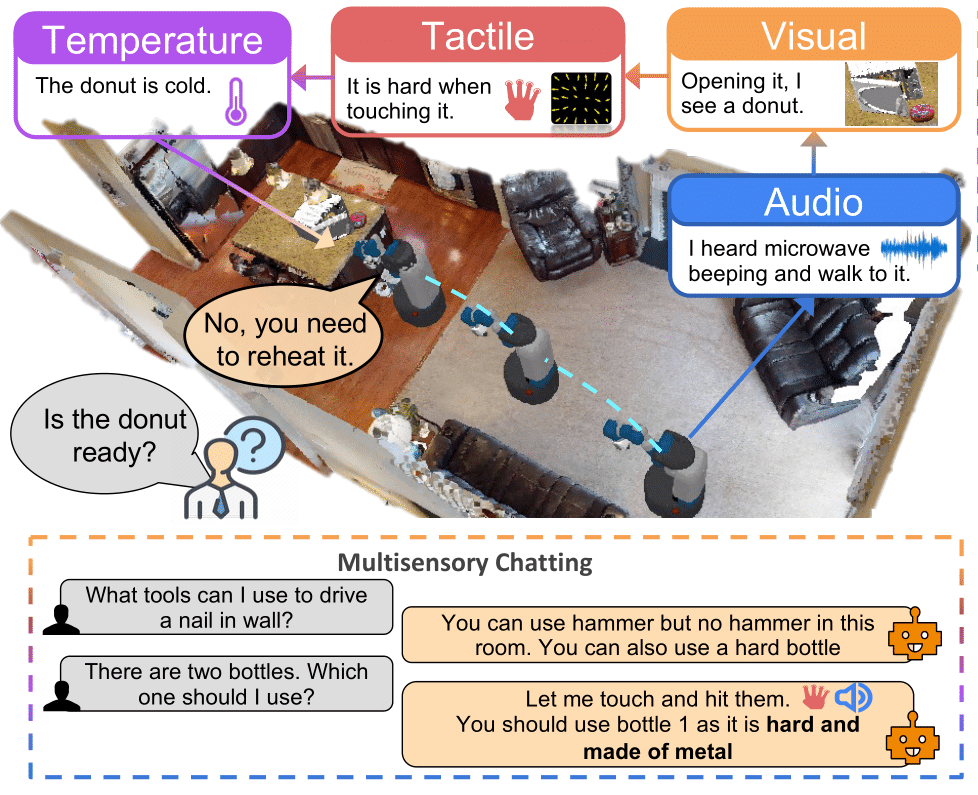 Temperature
The donut is cold.
Tactile
It is hard when
touching it.
Visual
Opening it, I
see a donut.
Audio
I heard microwave
beeping and walk to it.
No, you need
to reheat it.
Is the donut
ready?
?
Multisensory Chatting
What tools can I use to drive
a nail in wall?
You can use hammer but no hammer in this
room. You can also use a hard bottle
There are two bottles. Which
one should I use?
Let me touch and hit them.
You should use bottle 1 as it is hard and
made of metal